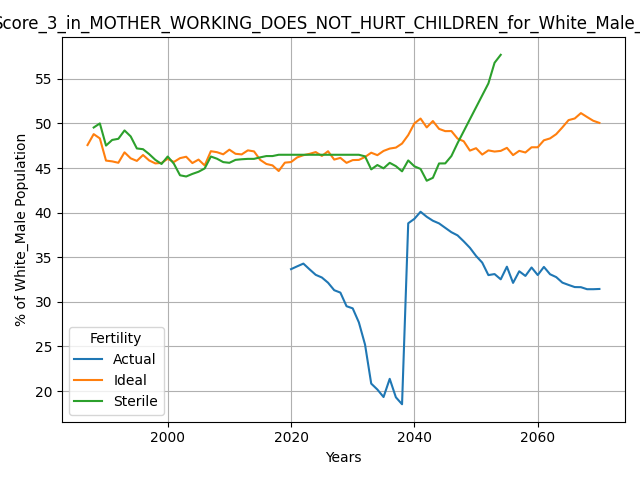 Score_3_in_MOTHER_WORKING_DOES_NOT_HURT_CHILDREN_for_White_Male_
55
50
45
40
35
30
25
20
% of White_Male Population
Fertility
Actual
Ideal
Sterile
2000 2020 2040 2060
Years